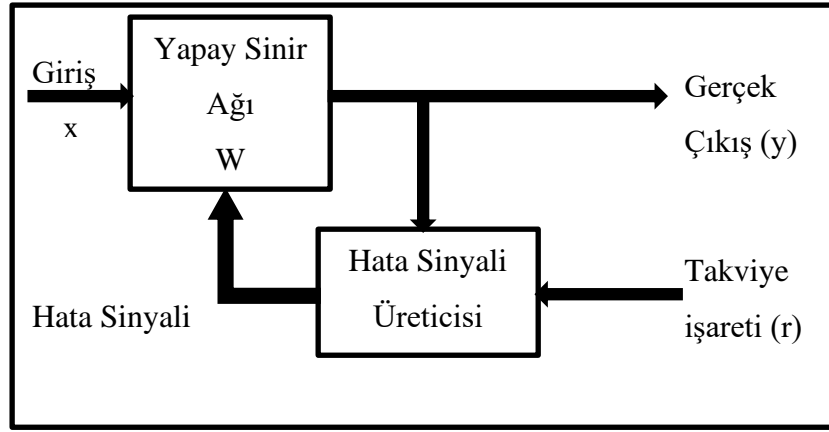 Giriş
x
Yapay Sinir
Ağı
W
Gerçek
Çıkış (y)
Hata Sinyali
Üreticisi
Takviye
işareti (r)
Hata Sinyali